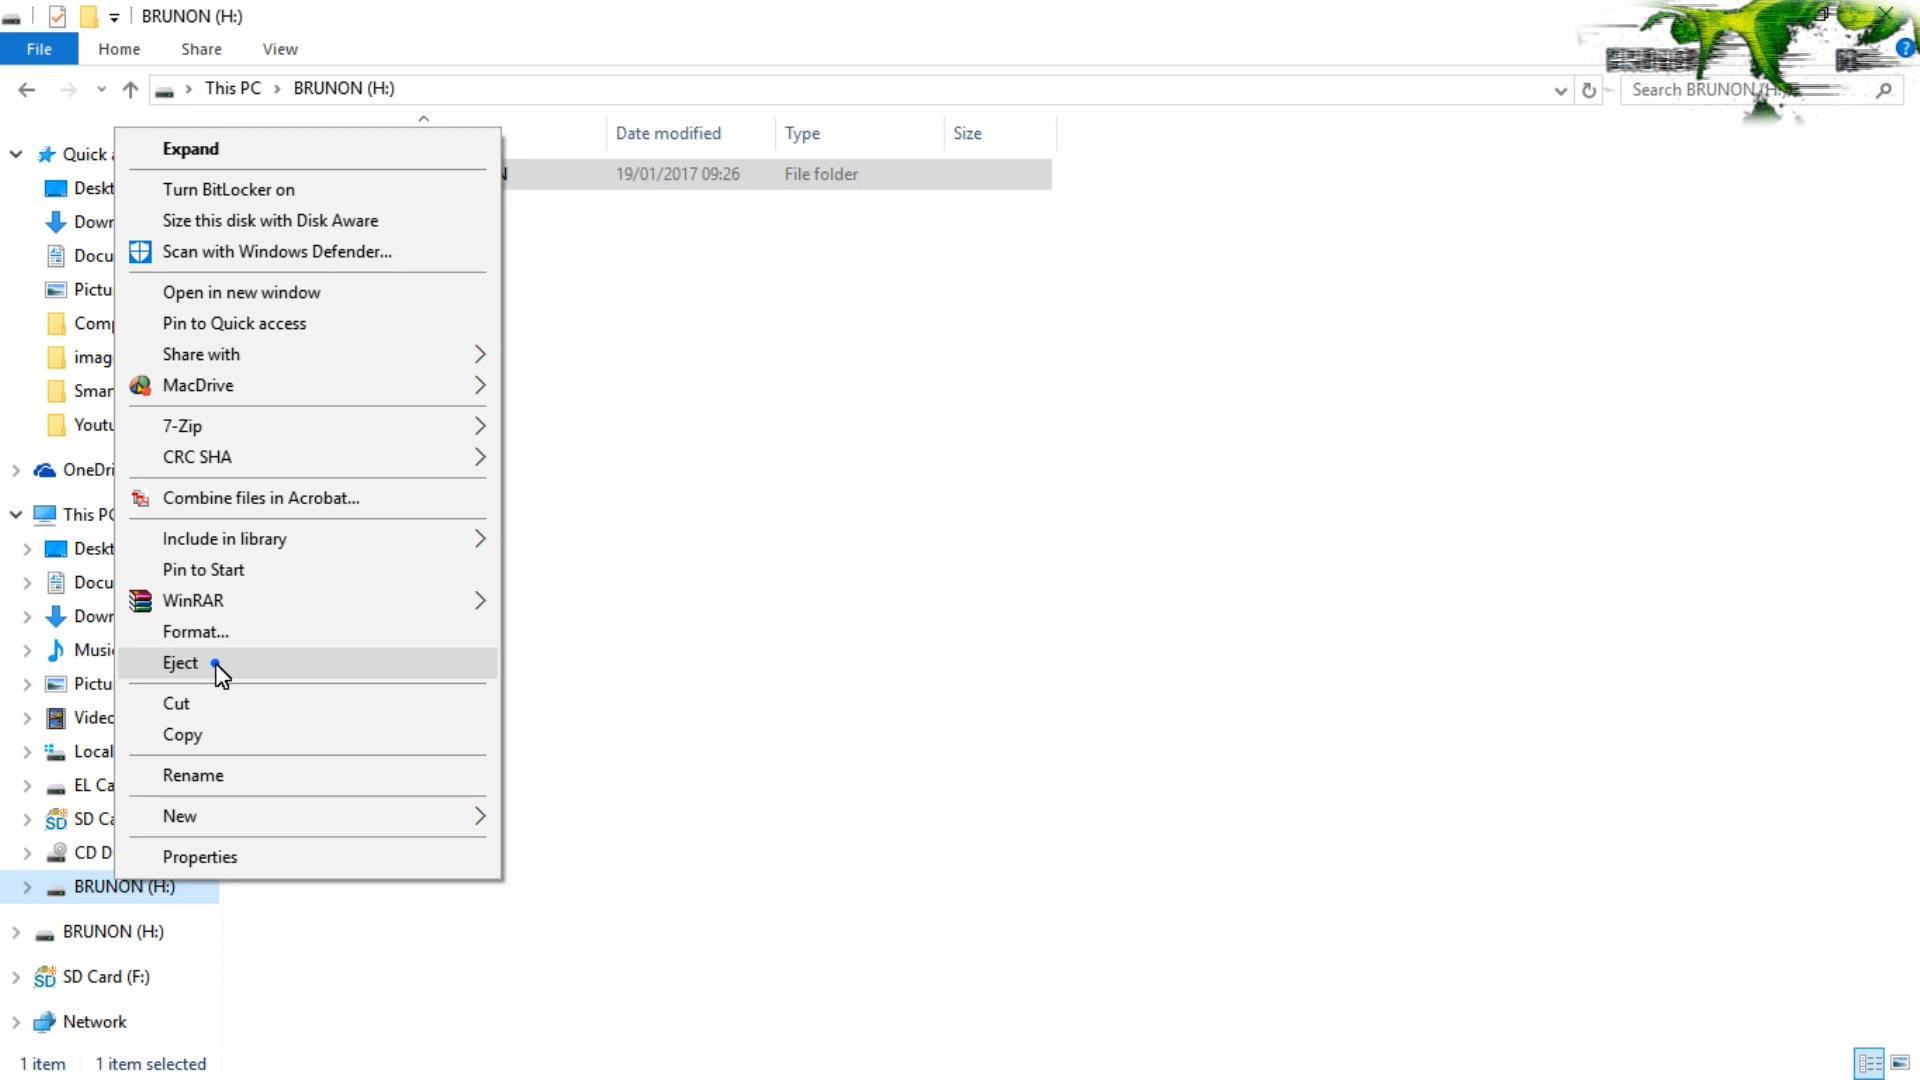 BRUNON (H:)
File Home Share View
This PC > BRUNON (H:)
Search BRUNON (H:)
Date modified Type Size
19/01/2017 09:26 File folder
Quick
Expand
Turn BitLocker on
Size this disk with Disk Aware
Scan with Windows Defender...
Open in new window
Pin to Quick access
Share with
MacDrive
7-Zip
CRC SHA
Combine files in Acrobat...
Include in library
Pin to Start
WinRAR
Format...
Eject
Cut
Copy
Rename
New
Properties
Deskt
Down
Docu
Pictu
Comp
imag
Smar
Youtu
OneDri
This PC
Deskt
Docu
Down
Music
Pictu
Videc
Local
EL Ca
SD Ca
CD D
BRUNON (H:)
BRUNON (H:)
SD Card (F:)
Network
1 item 1 item selected